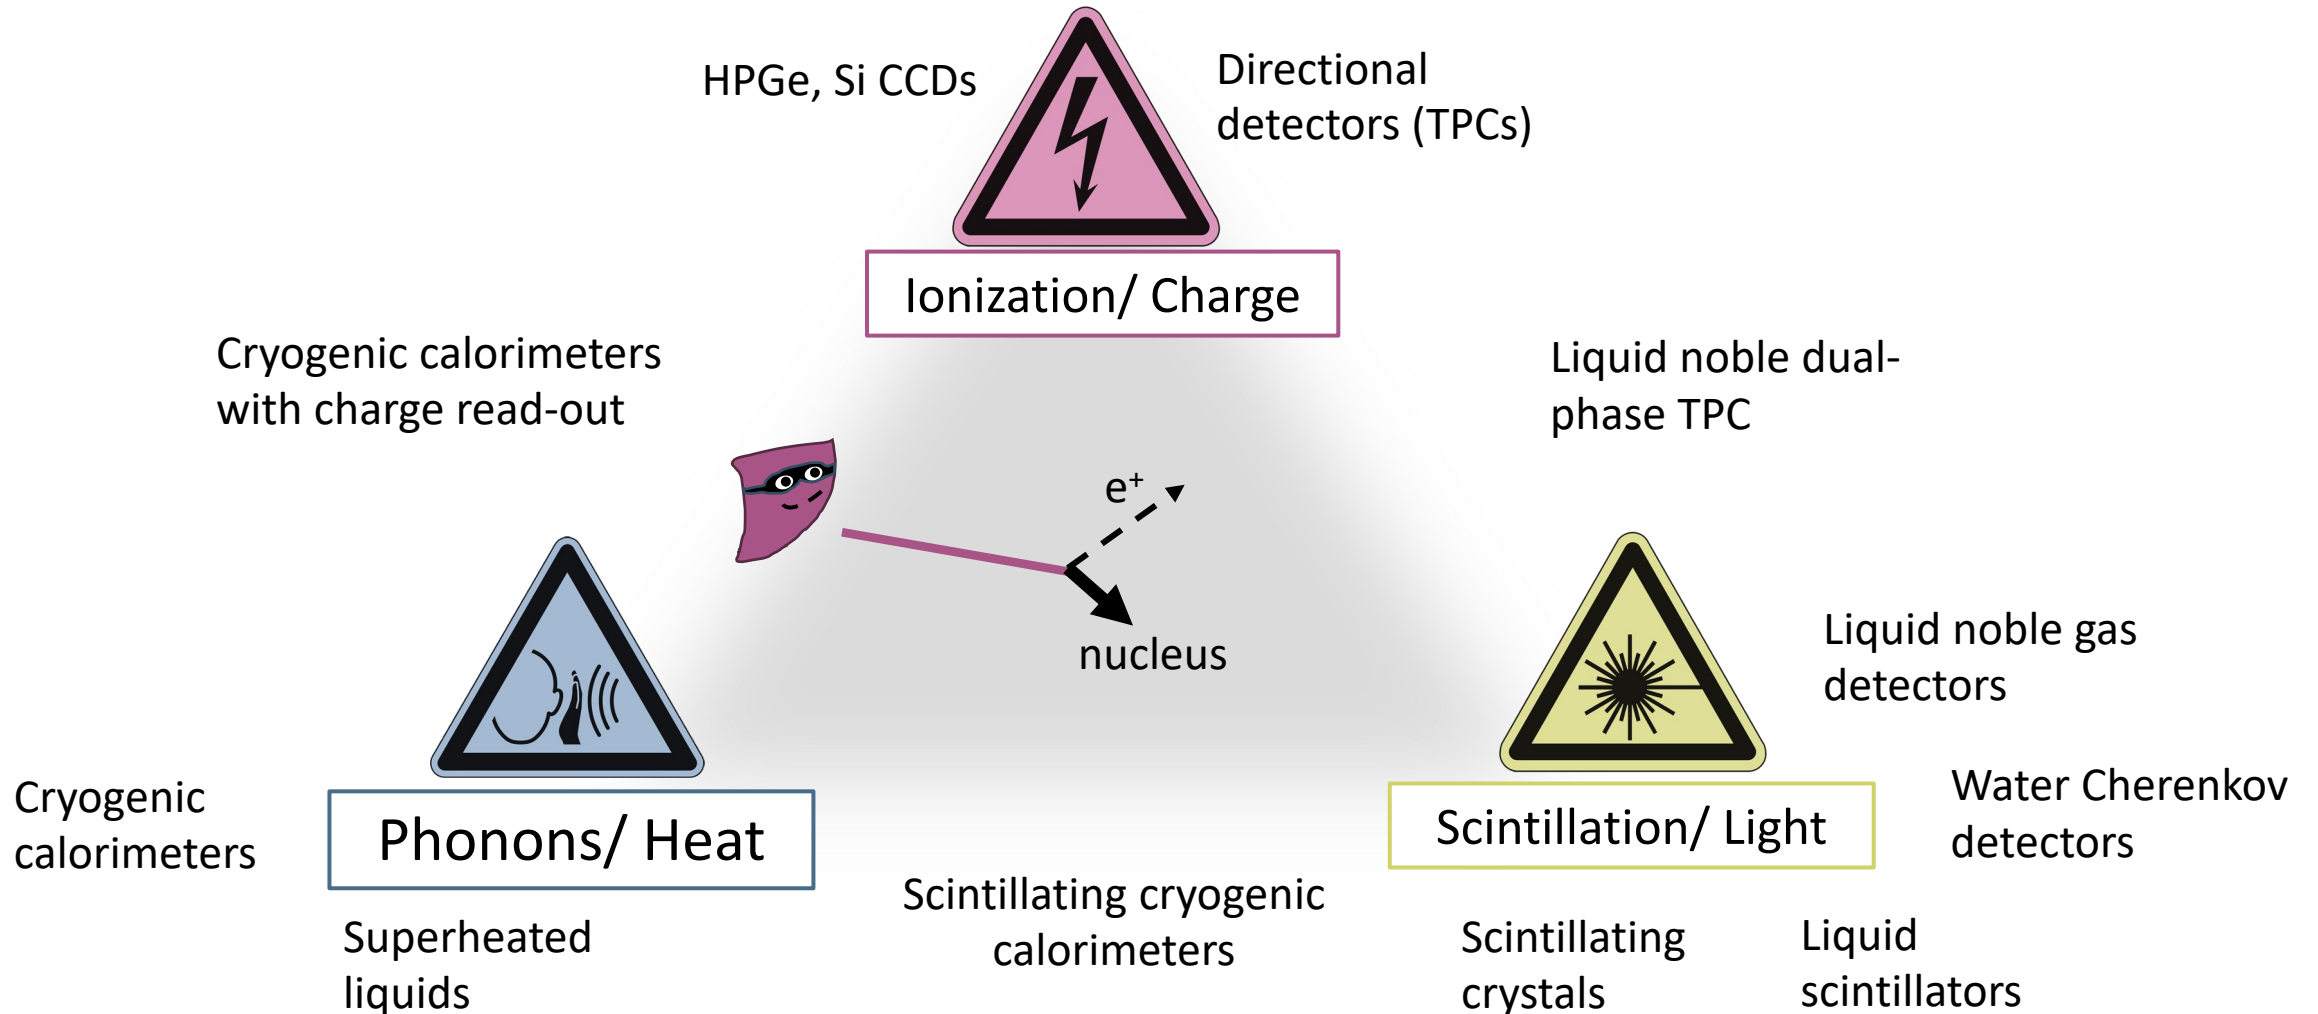 HPGe, Si CCDs
Directional
detectors (TPCs)
Ionization/ Charge
Cryogenic calorimeters
with charge read-out
Liquid noble dual-
phase TPC
e⁺
nucleus
Liquid noble gas
detectors
Cryogenic
calorimeters
Phonons/ Heat
Scintillation/ Light
Water Cherenkov
detectors
Superheated
liquids
Scintillating cryogenic
calorimeters
Scintillating
crystals
Liquid
scintillators